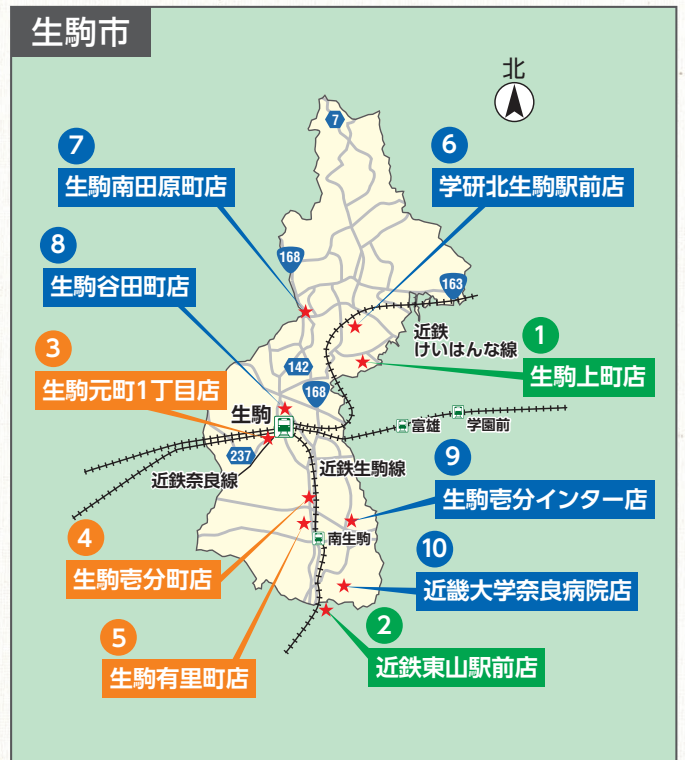 生駒市
北
7
7
生駒南田原町店
6
学研北生駒駅前店
8
生駒谷田町店
168
163
近鉄
けいはんな線
1
生駒上町店
3
生駒元町1丁目店
142
168
生駒
富雄
学園前
237
近鉄奈良線
近鉄生駒線
9
生駒壱分インター店
4
生駒壱分町店
南生駒
10
近畿大学奈良病院店
5
生駒有里町店
2
近鉄東山駅前店